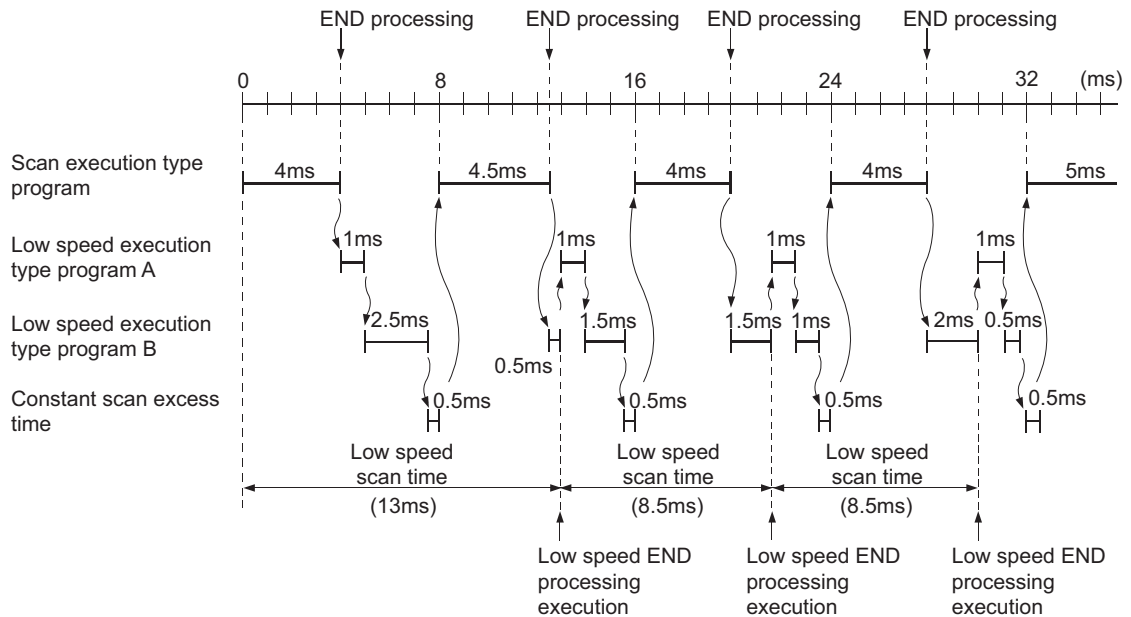 END processing
END processing
END processing
END processing
0
8
16
24
32
(ms)
Scan execution type
program
4ms
4.5ms
4ms
4ms
5ms
Low speed execution
type program A
1ms
1ms
1ms
1ms
Low speed execution
type program B
2.5ms
0.5ms
1.5ms
1.5ms
1ms
2ms
0.5ms
Constant scan excess
time
0.5ms
0.5ms
0.5ms
0.5ms
Low speed
scan time
(13ms)
Low speed
scan time
(8.5ms)
Low speed
scan time
(8.5ms)
Low speed END
processing
execution
Low speed END
processing
execution
Low speed END
processing
execution